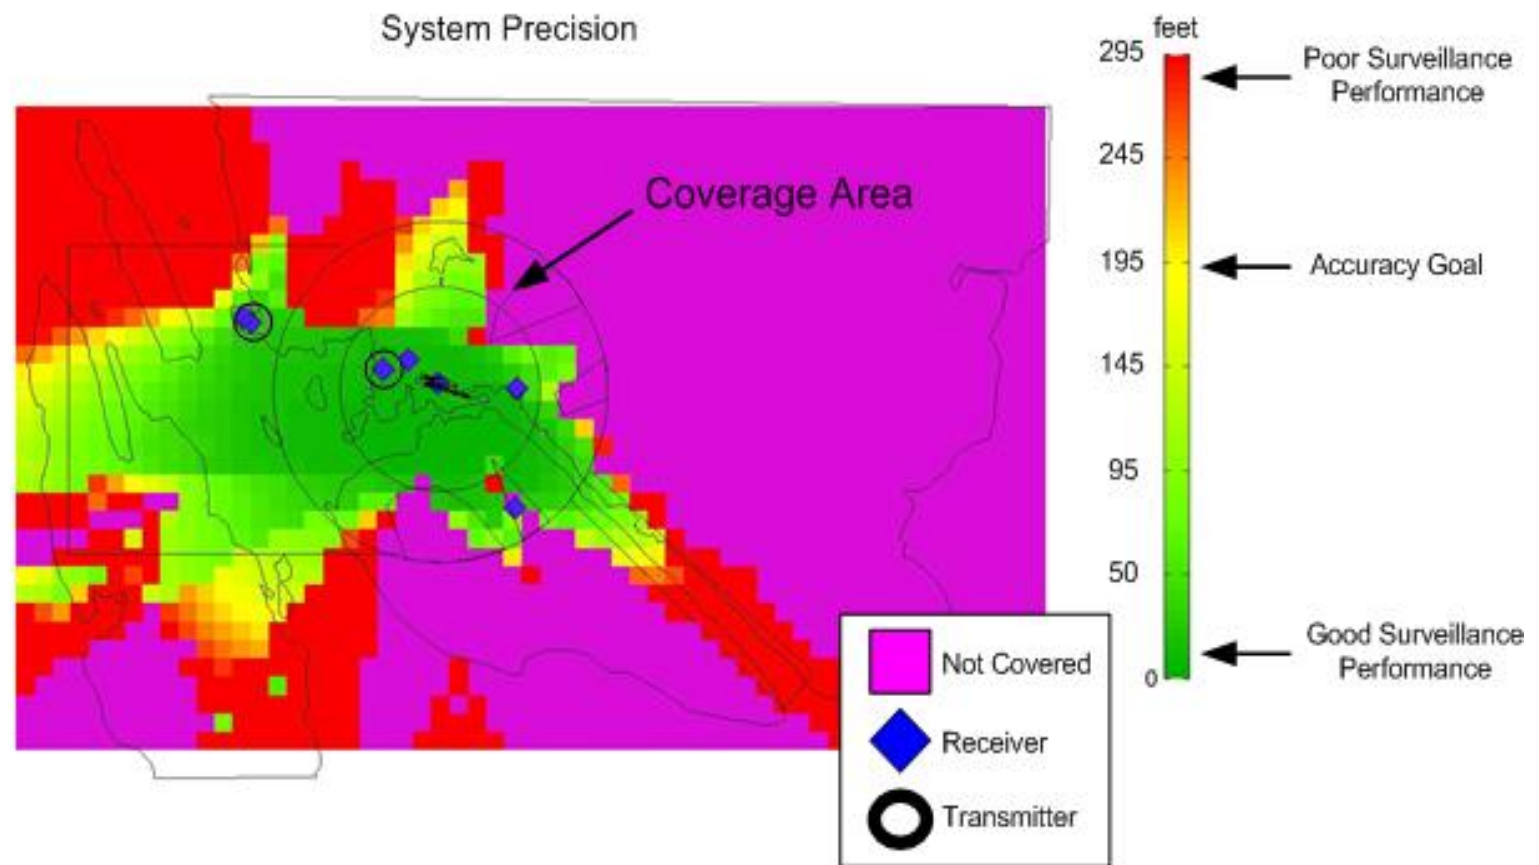 System Precision
feet
295
Poor Surveillance
Performance
245
Coverage Area
195
Accuracy Goal
145
95
50
Good Surveillance
Performance
0
Not Covered
Receiver
Transmitter